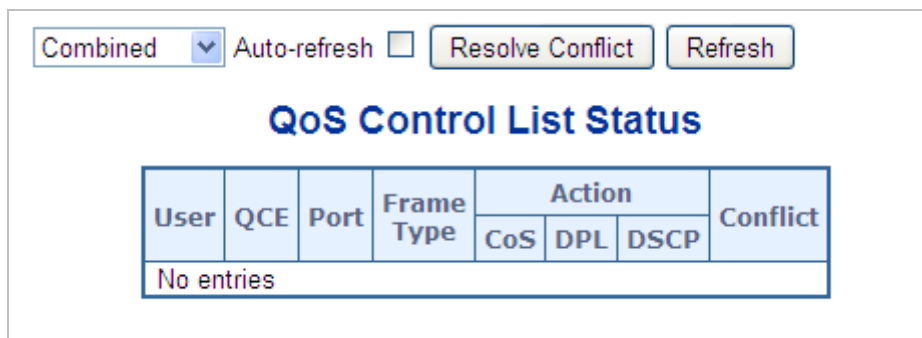 Combined Auto-refresh Resolve Conflict Refresh
QoS Control List Status
User QCE Port Frame Type Action Conflict
CoS DPL DSCP
No entries